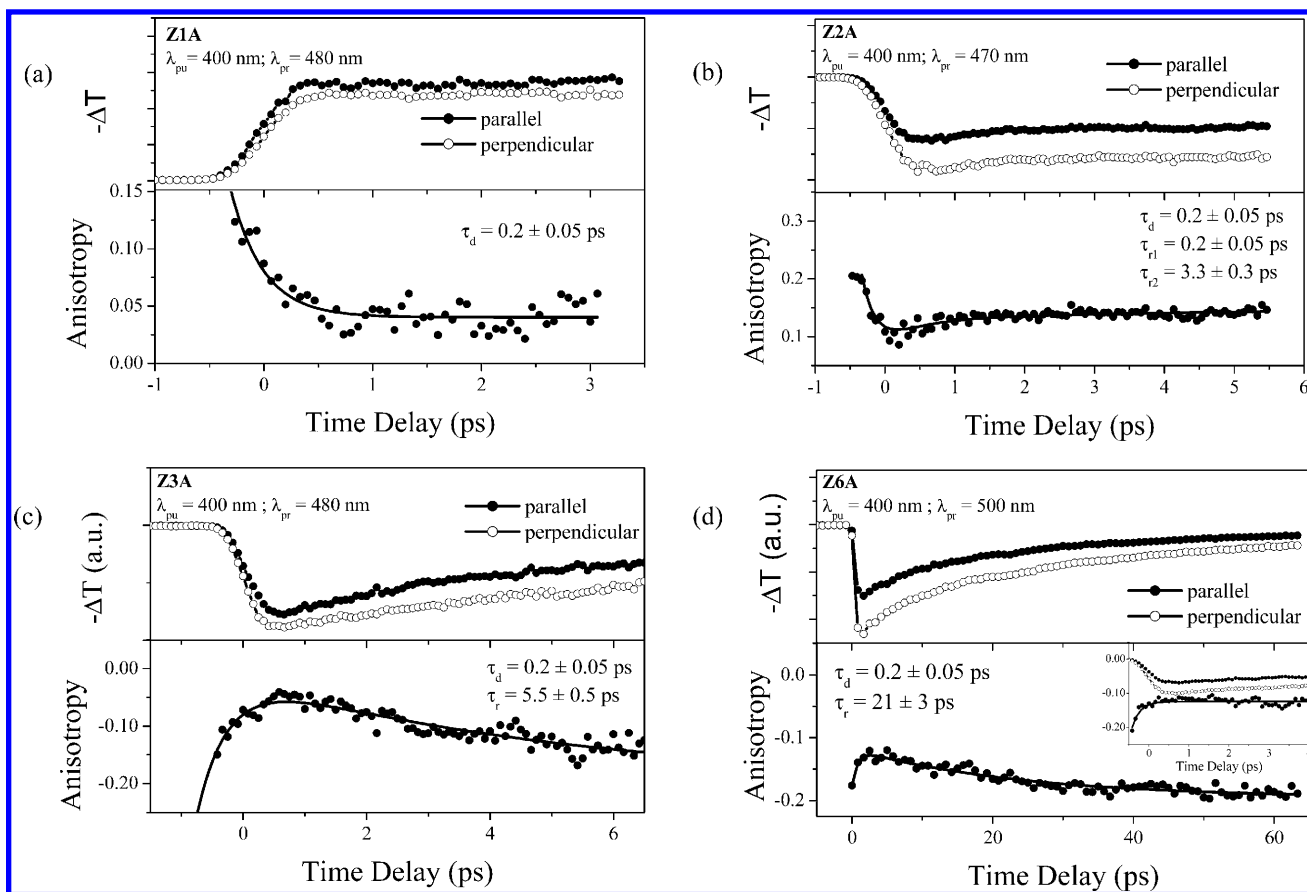 (a)
Z1A
λpu = 400 nm; λpr = 480 nm
-ΔT
parallel
perpendicular
0.15
0.10
0.05
0.00
Anisotropy
τd = 0.2 ± 0.05 ps
-1 0 1 2 3
Time Delay (ps)
(b)
Z2A
λpu = 400 nm; λpr = 470 nm
-ΔT
parallel
perpendicular
0.3
0.2
0.1
Anisotropy
τd = 0.2 ± 0.05 ps
τr1 = 0.2 ± 0.05 ps
τr2 = 3.3 ± 0.3 ps
-1 0 1 2 3 4 5 6
Time Delay (ps)
(c)
Z3A
λpu = 400 nm ; λpr = 480 nm
-ΔT (a.u.)
parallel
perpendicular
0.00
-0.10
-0.20
Anisotropy
τd = 0.2 ± 0.05 ps
τr = 5.5 ± 0.5 ps
0 2 4 6
Time Delay (ps)
(d)
Z6A
λpu = 400 nm ; λpr = 500 nm
-ΔT (a.u.)
parallel
perpendicular
0.0
-0.1
-0.2
Anisotropy
τd = 0.2 ± 0.05 ps
τr = 21 ± 3 ps
0.00
-0.10
-0.20
0 1 2 3
Time Delay (ps)
0 20 40 60
Time Delay (ps)